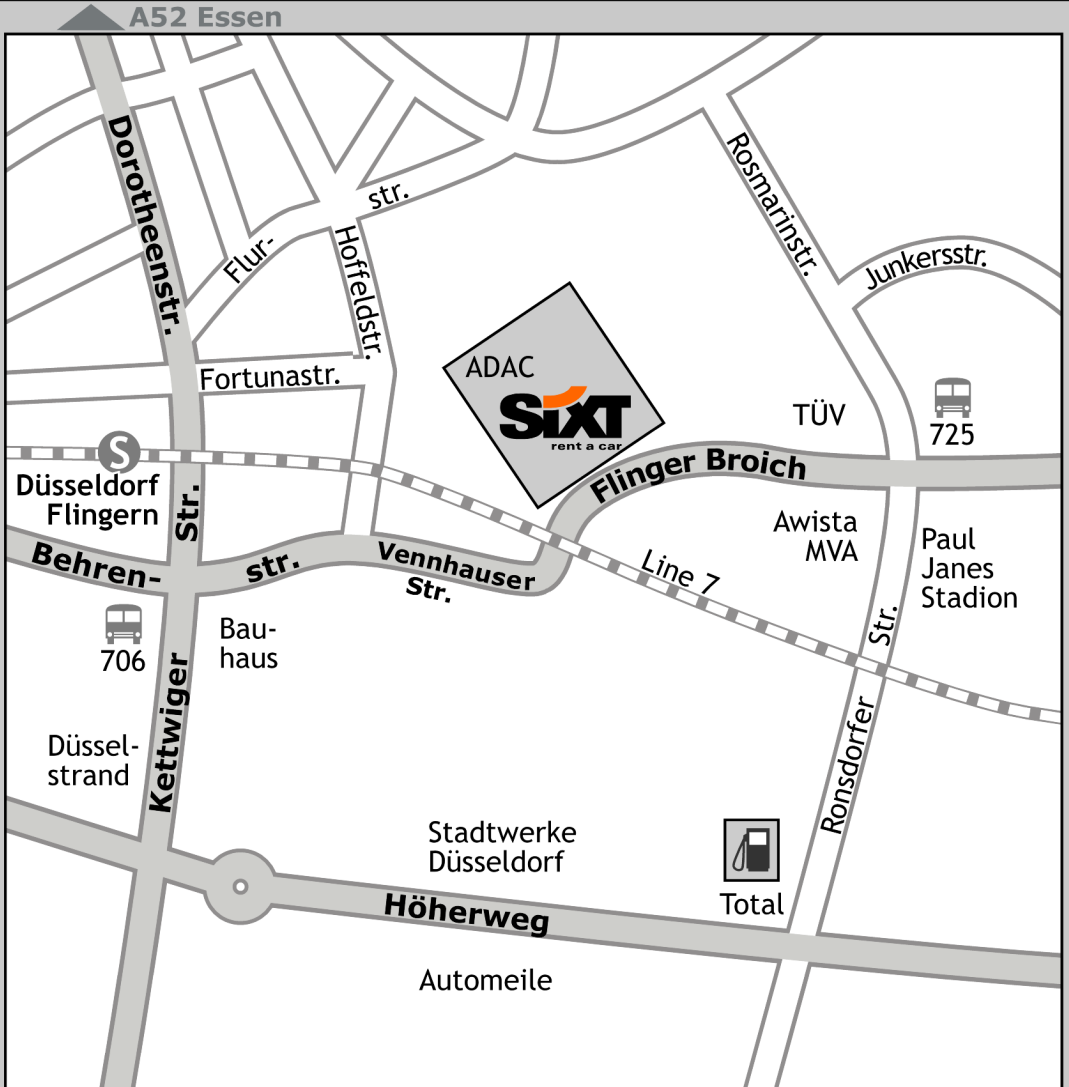 A52 Essen
Dorotheenstr.
Rosmarinstr.
str.
Flur-
Hoffeldstr.
Junkersstr.
Fortunastr.
ADAC
SiXT
rent a car
TÜV
725
S
Düsseldorf
Flingern
Str.
Flinger Broich
Behren-
str.
Vennhauser
Str.
Line 7
Awista
MVA
Paul
Janes
Stadion
706
Bau-
haus
Str.
Kettwiger
Düssel-
strand
Ronsdorfer
Stadtwerke
Düsseldorf
Total
Höherweg
Automeile